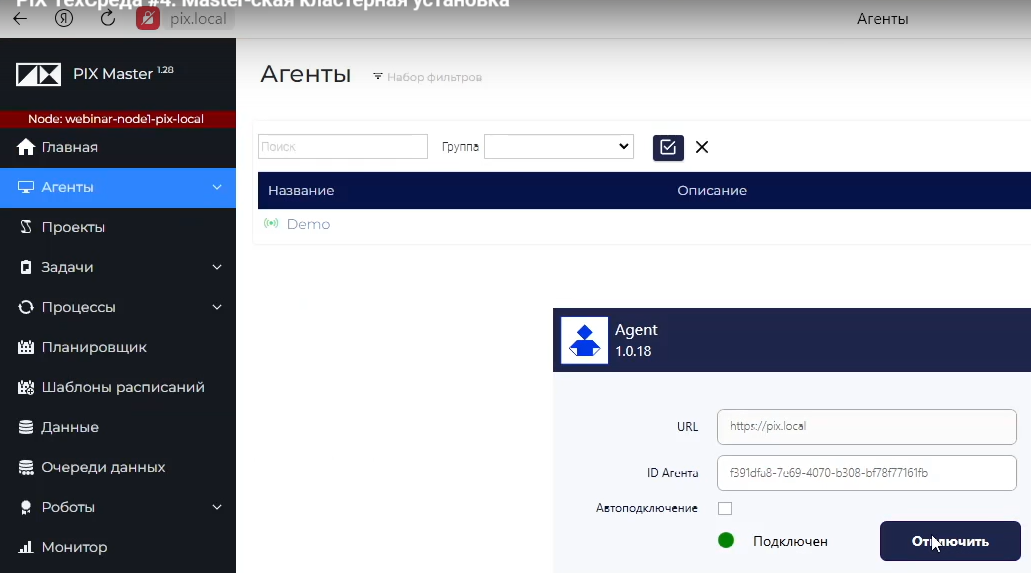 PIX ТехСреда #4. Master-ская кластерная установка
pix.local
Агенты
PIX Master 1.28
Node: webinar-node1-pix-local
Главная
Агенты
Проекты
Задачи
Процессы
Планировщик
Шаблоны расписаний
Данные
Очереди данных
Роботы
Монитор
Агенты
Набор фильтров
Поиск
Группа
Название
Описание
Demo
Agent
1.0.18
URL
https://pix.local
ID Агента
f391dfa8-7e69-4070-b308-bf78f77161fb
Автоподключение
Подключен
Отключить